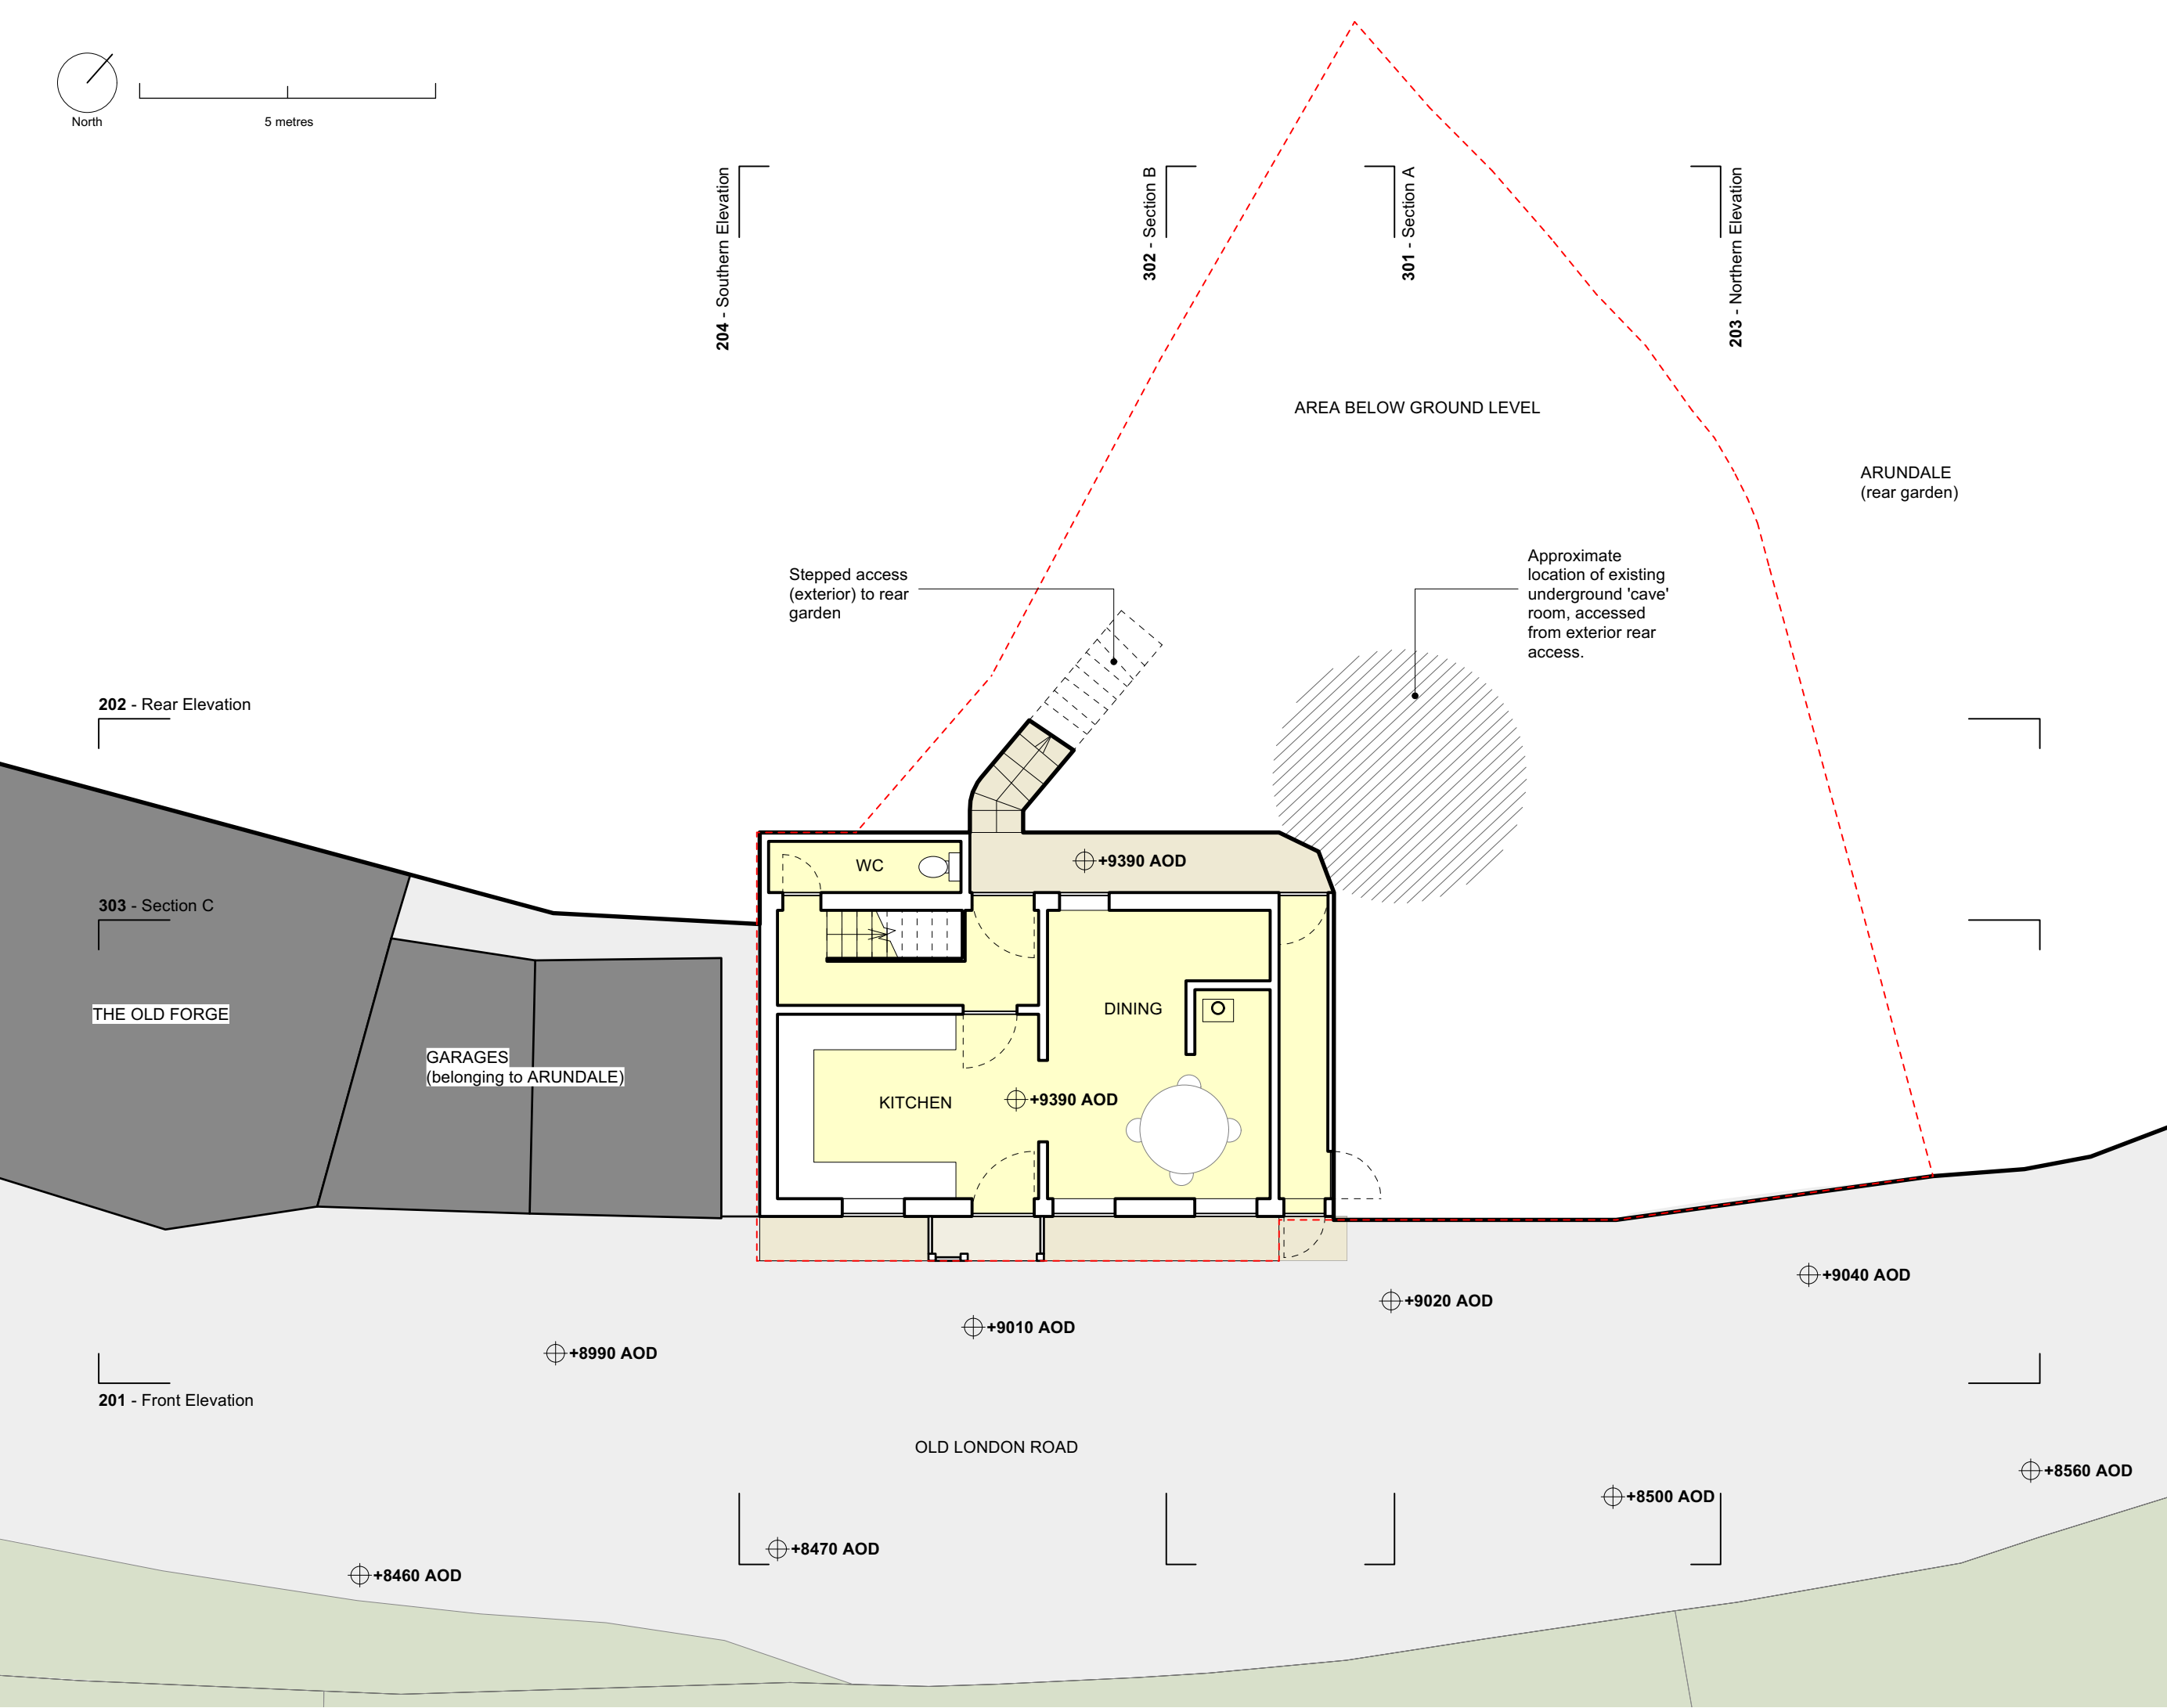 North
5 metres
204 - Southern Elevation
302 - Section B
301 - Section A
203 - Northern Elevation
AREA BELOW GROUND LEVEL
ARUNDALE
(rear garden)
Stepped access
(exterior) to rear
garden
Approximate
location of existing
underground 'cave'
room, accessed
from exterior rear
access.
202 - Rear Elevation
WC
+9390 AOD
303 - Section C
THE OLD FORGE
GARAGES
(belonging to ARUNDALE)
DINING
KITCHEN
+9390 AOD
+9040 AOD
+9020 AOD
+9010 AOD
+8990 AOD
201 - Front Elevation
OLD LONDON ROAD
+8560 AOD
+8500 AOD
+8470 AOD
+8460 AOD